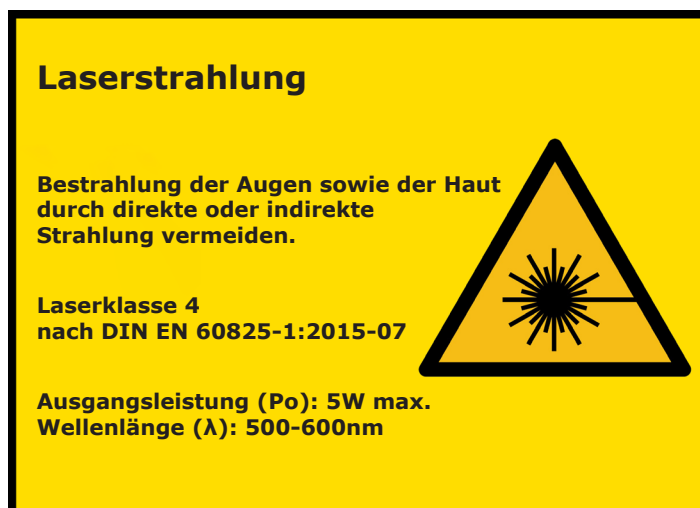 Laserstrahlung
Bestrahlung der Augen sowie der Haut
durch direkte oder indirekte
Strahlung vermeiden.
Laserklasse 4
nach DIN EN 60825-1:2015-07
Ausgangsleistung (Po): 5W max.
Wellenlänge (λ): 500-600nm